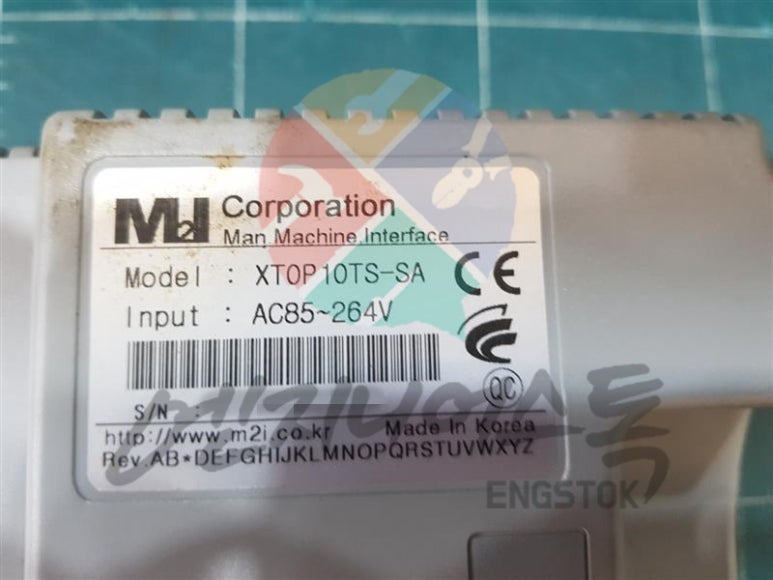 M2I Corporation
Man Machine Interface
Model : XTOP10TS-SA
Input : AC85~264V
CE
QC
S/N :
http://www.m2i.co.kr Made In Korea
Rev.AB*DEFGHIJKLMNOPQRSTUVWXYZ
엔지니어스톡
ENGSTOK